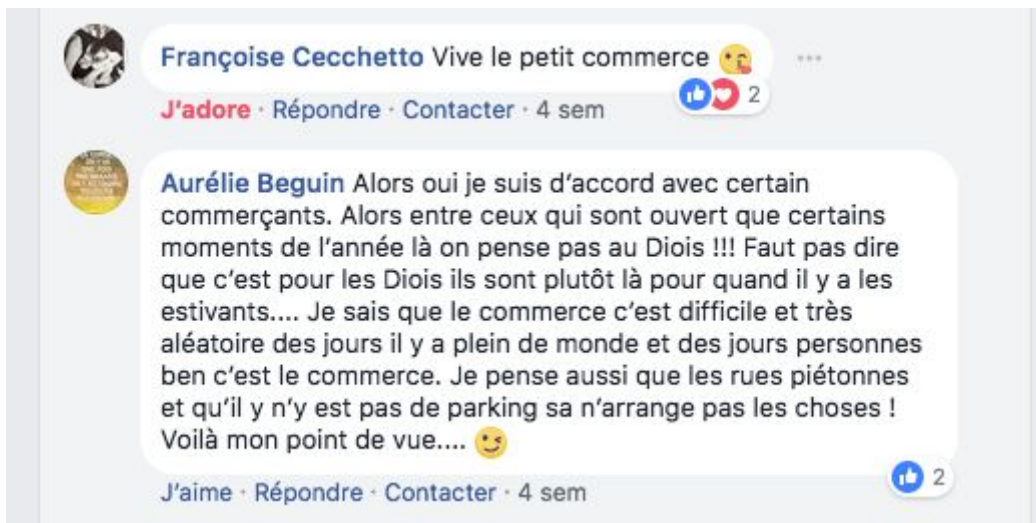 Françoise Cecchetto Vive le petit commerce 😘
J'adore · Répondre · Contacter · 4 sem
2
Aurélie Beguin Alors oui je suis d'accord avec certain
commerçants. Alors entre ceux qui sont ouvert que certains
moments de l'année là on pense pas au Diois !!! Faut pas dire
que c'est pour les Diois ils sont plutôt là pour quand il y a les
estivants.... Je sais que le commerce c'est difficile et très
aléatoire des jours il y a plein de monde et des jours personnes
ben c'est le commerce. Je pense aussi que les rues piétonnes
et qu'il y n'y est pas de parking sa n'arrange pas les choses !
Voilà mon point de vue.... 😉
J'aime · Répondre · Contacter · 4 sem
2